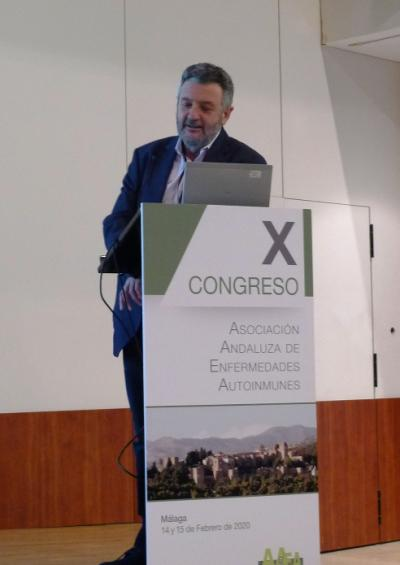 X
CONGRESO
ASOCIACIÓN
ANDALUZA DE
ENFERMEDADES
AUTOINMUNES
Málaga
14 y 15 de Febrero de 2020